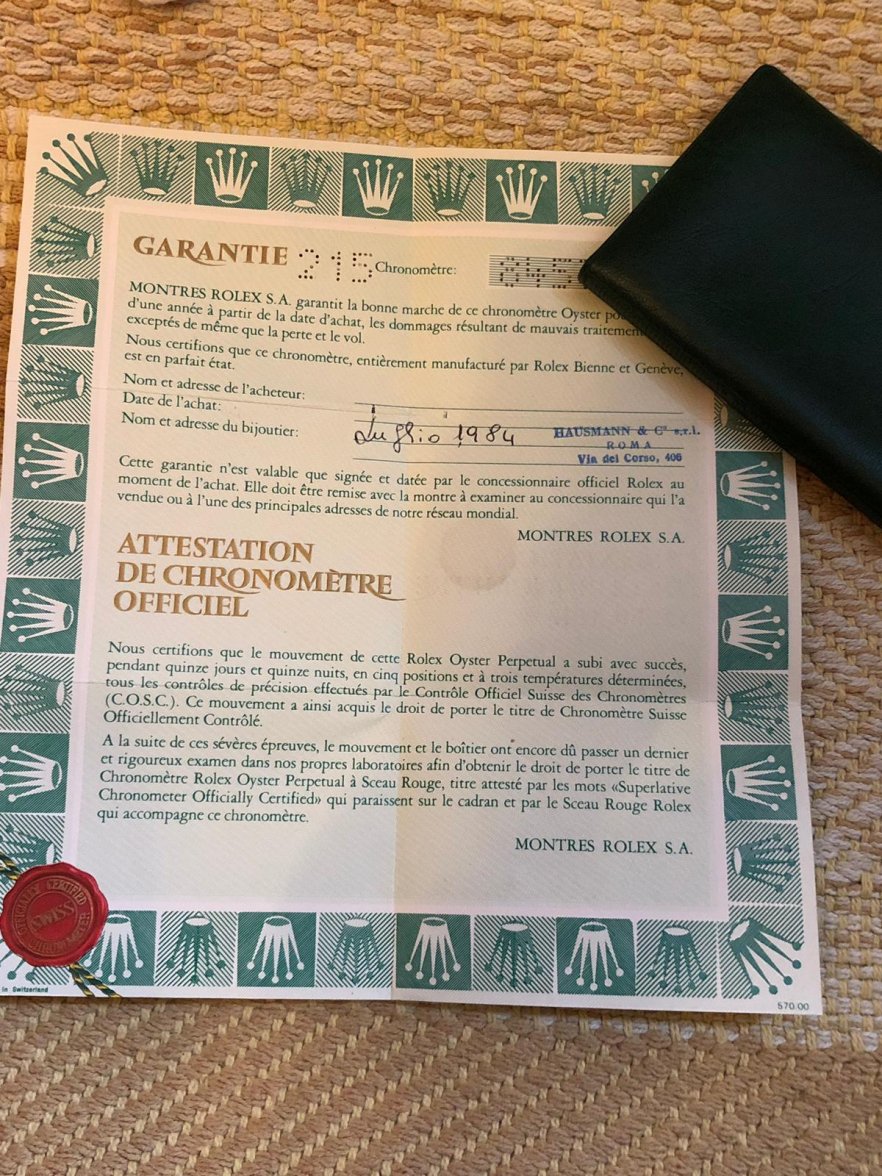 GARANTIE 215 Chronomètre:
MONTRES ROLEX S.A. garantit la bonne marche de ce chronomètre Oyster
d'une année à partir de la date d'achat, les dommages résultant de mauvais
exceptés de même que la perte et le vol.
Nous certifions que ce chronomètre, entièrement manufacturé par Rolex Bienne et Genève,
est en parfait état.
Nom et adresse de l'acheteur:
Date de l'achat:
Nom et adresse du bijoutier:
Luglio 1984
HAUSMANN & Cº s.r.l.
ROMA
Via del Corso, 406
Cette garantie n'est valable que signée et datée par le concessionnaire officiel Rolex au
moment de l'achat. Elle doit être remise avec la montre à examiner au concessionnaire qui l'a
vendue ou à l'une des principales adresses de notre réseau mondial.
MONTRES ROLEX S.A.
ATTESTATION
DE CHRONOMÈTRE
OFFICIEL
Nous certifions que le mouvement de cette Rolex Oyster Perpetual a subi avec succès,
pendant quinze jours et quinze nuits, en cinq positions et à trois températures déterminées,
tous les contrôles de précision effectués par le Contrôle Officiel Suisse des Chronomètres
(C.O.S.C.). Ce mouvement a ainsi acquis le droit de porter le titre de Chronomètre Suisse
Officiellement Contrôlé.
A la suite de ces sévères épreuves, le mouvement et le boîtier ont encore dû passer un dernier
et rigoureux examen dans nos propres laboratoires afin d'obtenir le droit de porter le titre de
Chronomètre Rolex Oyster Perpetual à Sceau Rouge, titre attesté par les mots «Superlative
Chronometer Officially Certified» qui paraissent sur le cadran et par le Sceau Rouge Rolex
qui accompagne ce chronomètre.
MONTRES ROLEX S.A.
OFFICIALLY CERTIFIED
SWISS
CHRONOMETER
in Switzerland
570.00